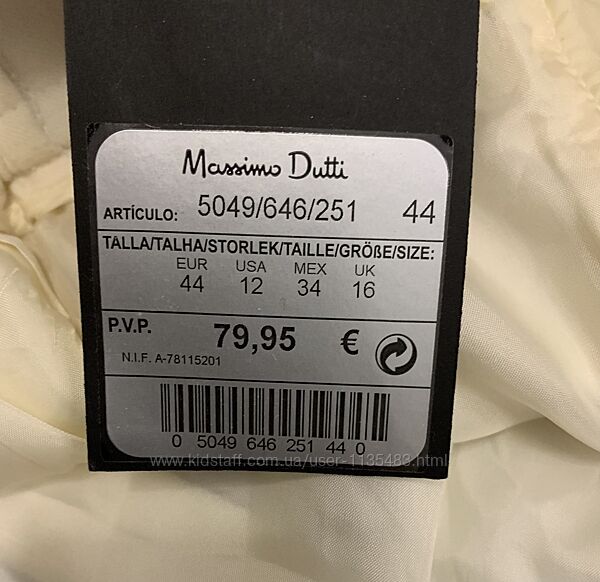 Massimo Dutti
ARTÍCULO: 5049/646/251 44
TALLA/TALHA/STORLEK/TAILLE/GRÖßE/SIZE:
EUR USA MEX UK
44 12 34 16
P.V.P. 79,95 €
N.I.F. A-78115201
0 5049 646 251 44 0
www.kidstaff.com.ua/user-1135483.html